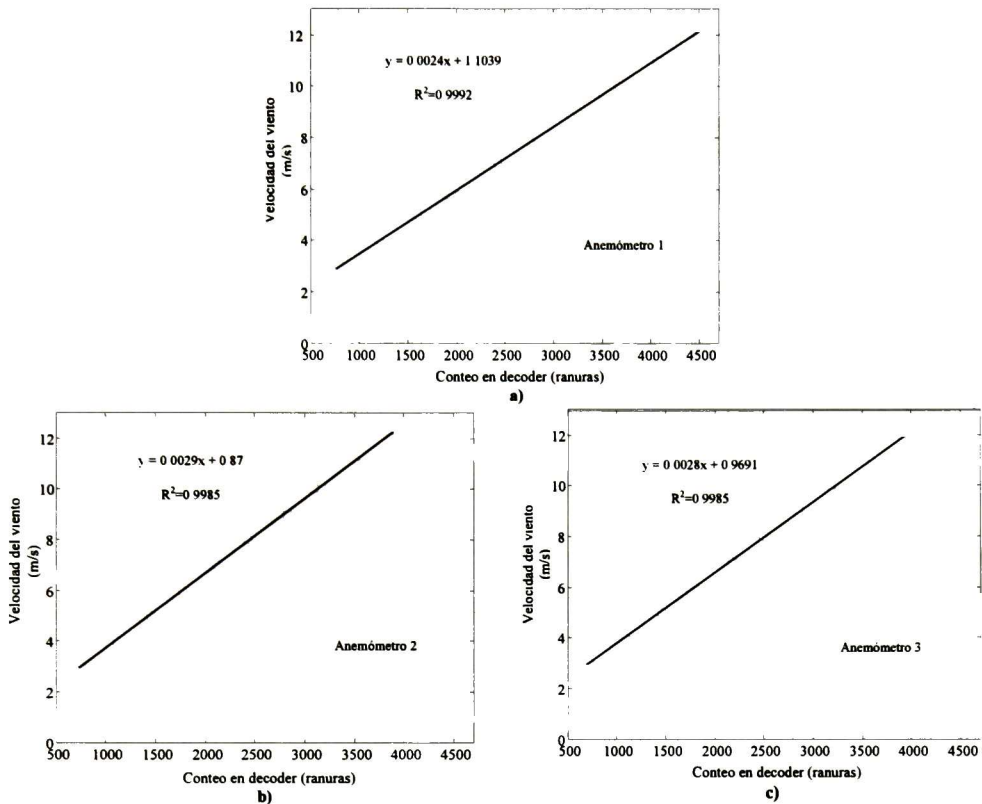 12
10
8
6
4
2
0
Velocidad del viento
(m/s)
y = 0 0024x + 1 1039
R²=0 9992
Anemómetro 1
500 1000 1500 2000 2500 3000 3500 4000 4500
Conteo en decoder (ranuras)
a)
12
10
8
6
4
2
0
Velocidad del viento
(m/s)
y = 0 0029x + 0 87
R²=0 9985
Anemómetro 2
500 1000 1500 2000 2500 3000 3500 4000 4500
Conteo en decoder (ranuras)
b)
12
10
8
6
4
2
0
Velocidad del viento
(m/s)
y = 0 0028x + 0 9691
R²=0 9985
Anemómetro 3
500 1000 1500 2000 2500 3000 3500 4000 4500
Conteo en decoder (ranuras)
c)